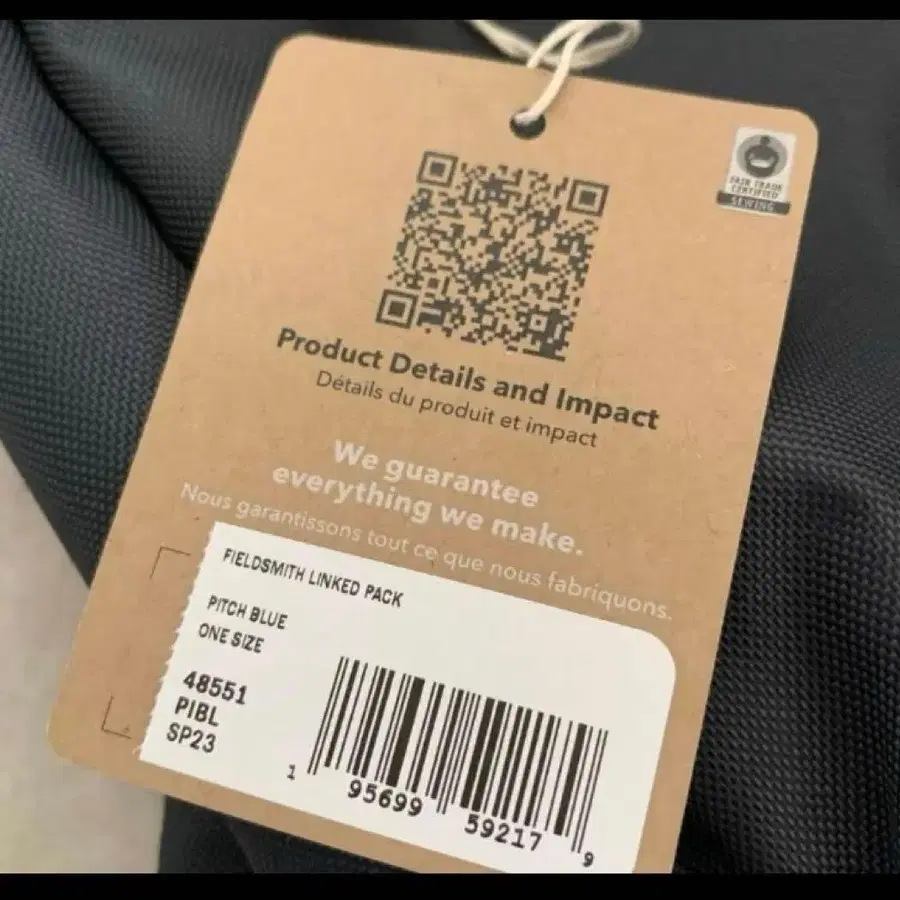 FAIR TRADE
CERTIFIED
SEWING
Product Details and Impact
Détails du produit et impact
We guarantee
everything we make.
Nous garantissons tout ce que nous fabriquons.
FIELDSMITH LINKED PACK
PITCH BLUE
ONE SIZE
48551
PIBL
SP23
1 95699 59217 9